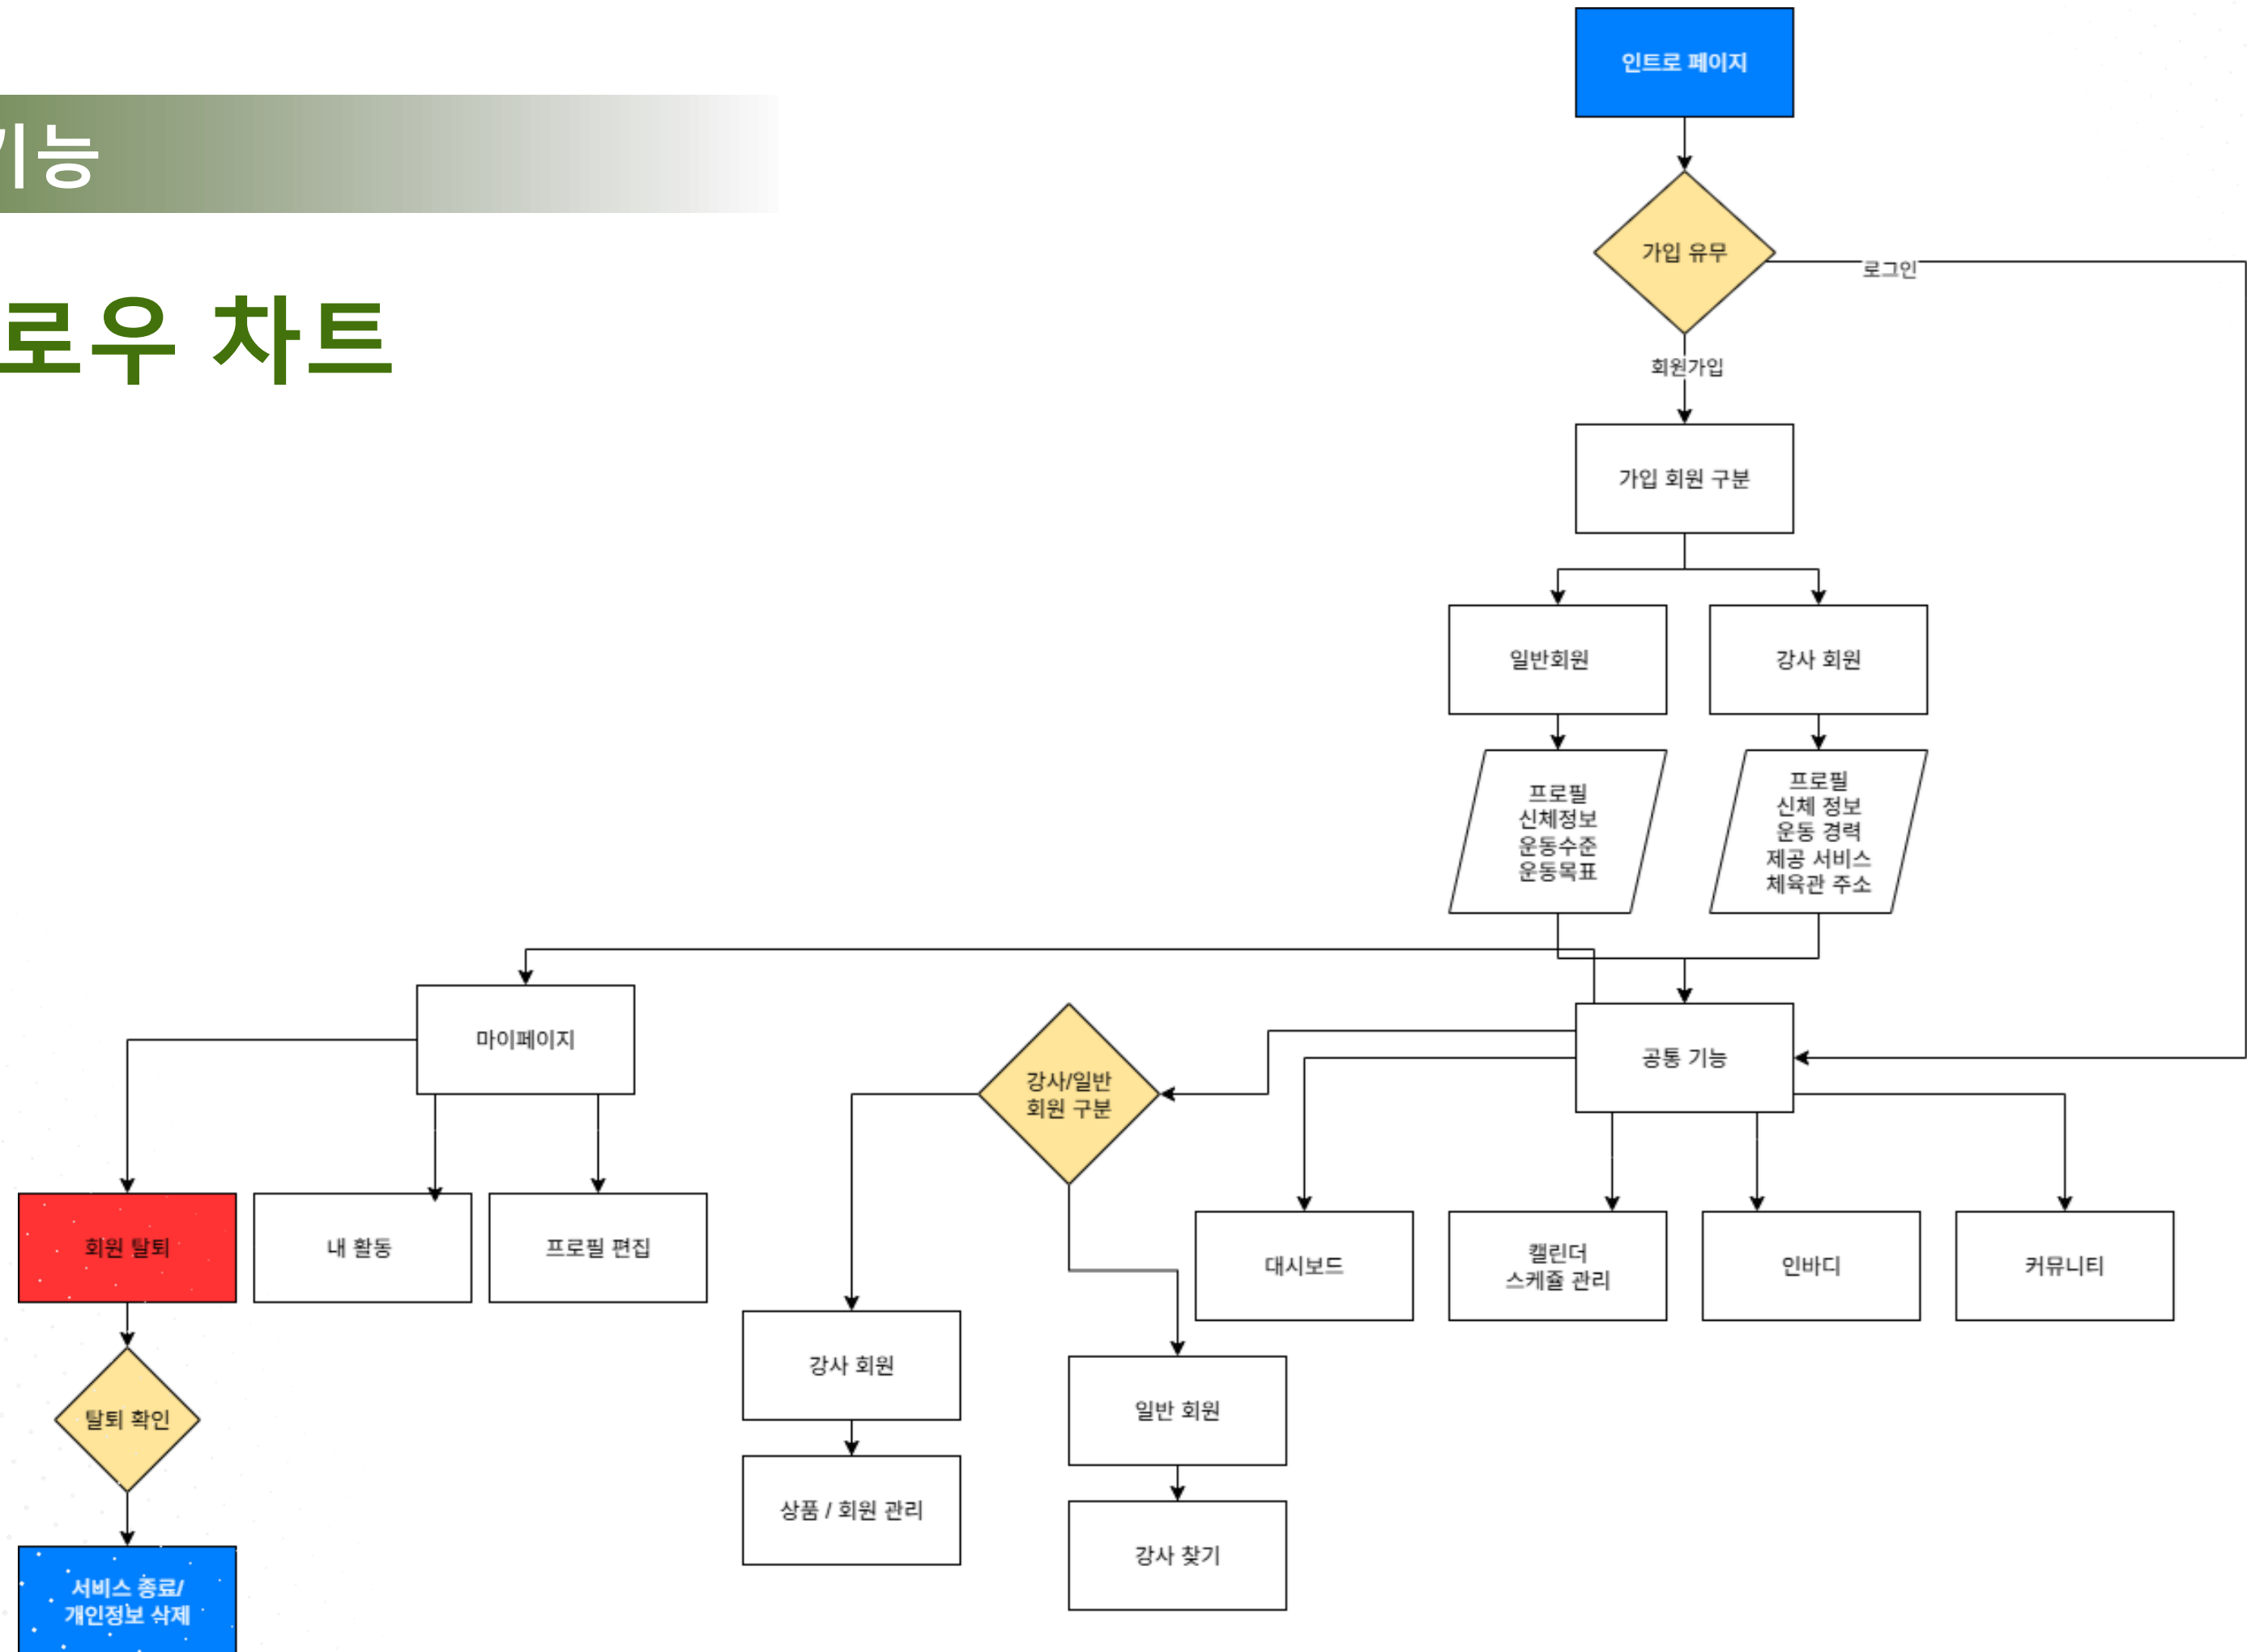 기능
로우 차트
인트로 페이지
가입 유무
로그인
회원가입
가입 회원 구분
일반회원
강사 회원
프로필
신체정보
운동수준
운동목표
프로필
신체 정보
운동 경력
제공 서비스
체육관 주소
마이페이지
강사/일반
회원 구분
공통 기능
회원 탈퇴
내 활동
프로필 편집
대시보드
캘린더
스케쥴 관리
인바디
커뮤니티
강사 회원
일반 회원
탈퇴 확인
상품 / 회원 관리
강사 찾기
서비스 종료/
개인정보 삭제